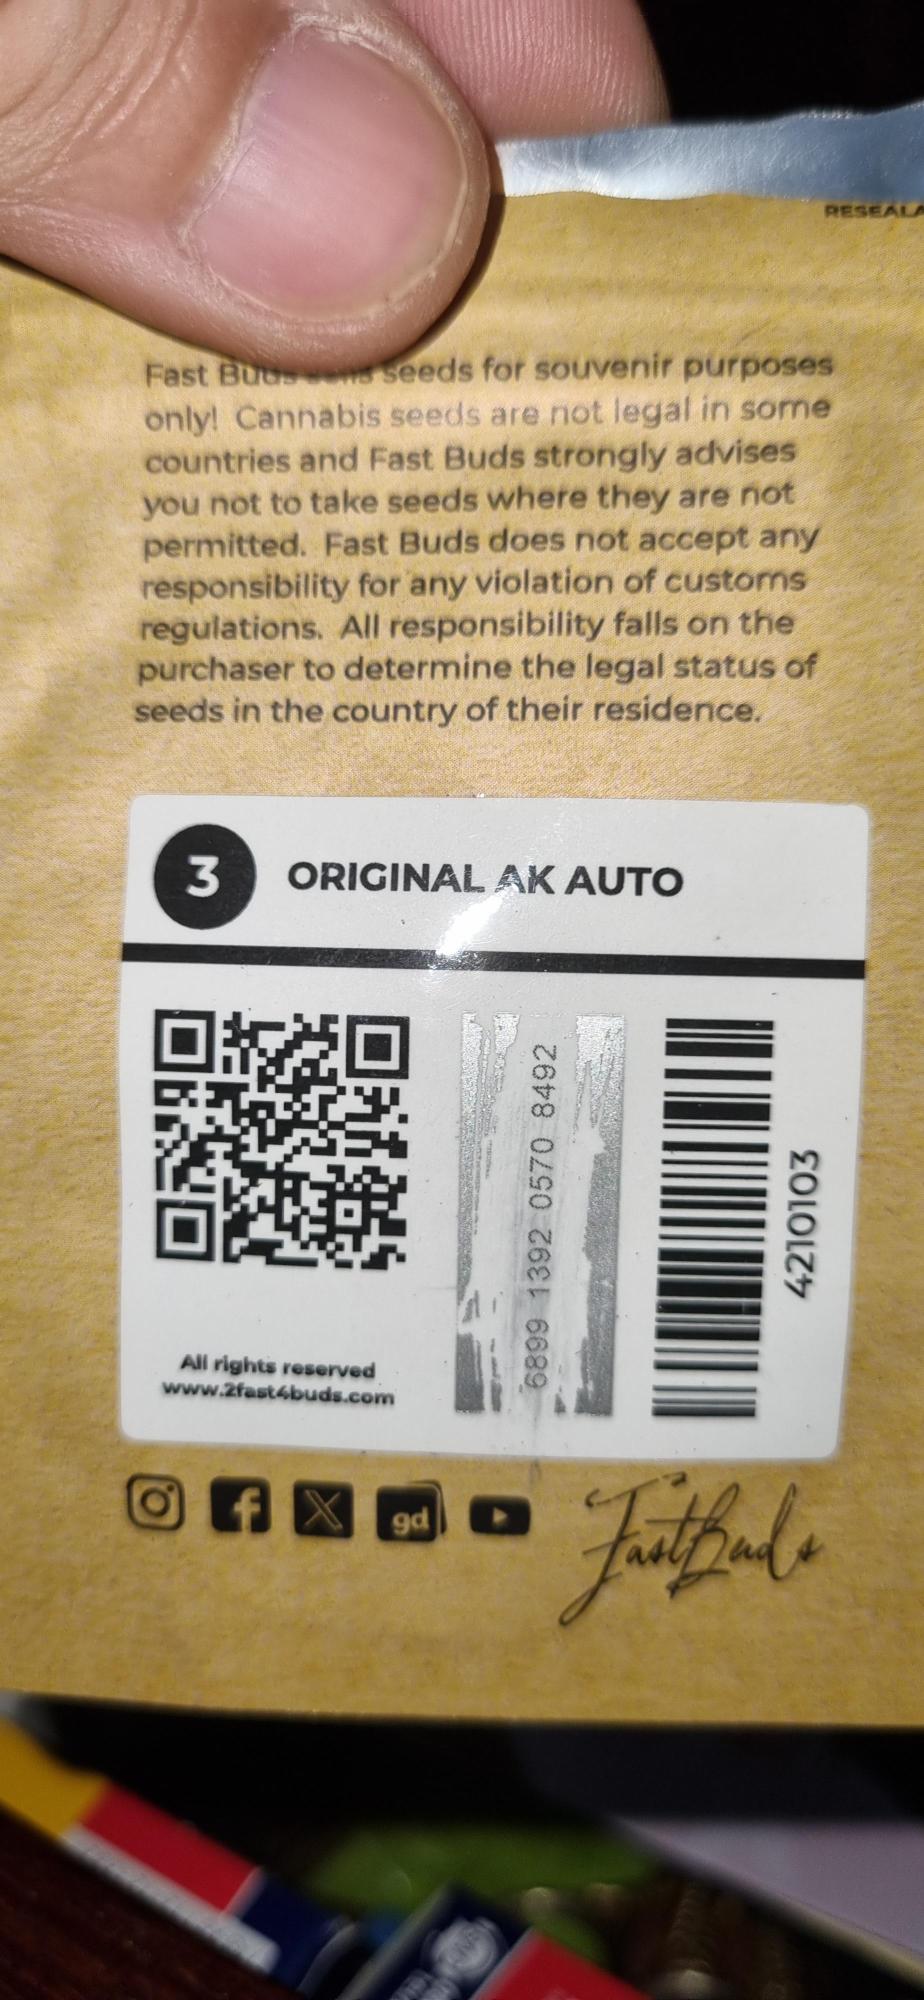 RESEALA
Fast Buds seeds for souvenir purposes
only! Cannabis seeds are not legal in some
countries and Fast Buds strongly advises
you not to take seeds where they are not
permitted. Fast Buds does not accept any
responsibility for any violation of customs
regulations. All responsibility falls on the
purchaser to determine the legal status of
seeds in the country of their residence.
3 ORIGINAL AK AUTO
6899 1392 0570 8492
4210103
All rights reserved
www.2fast4buds.com
gd
FastBuds